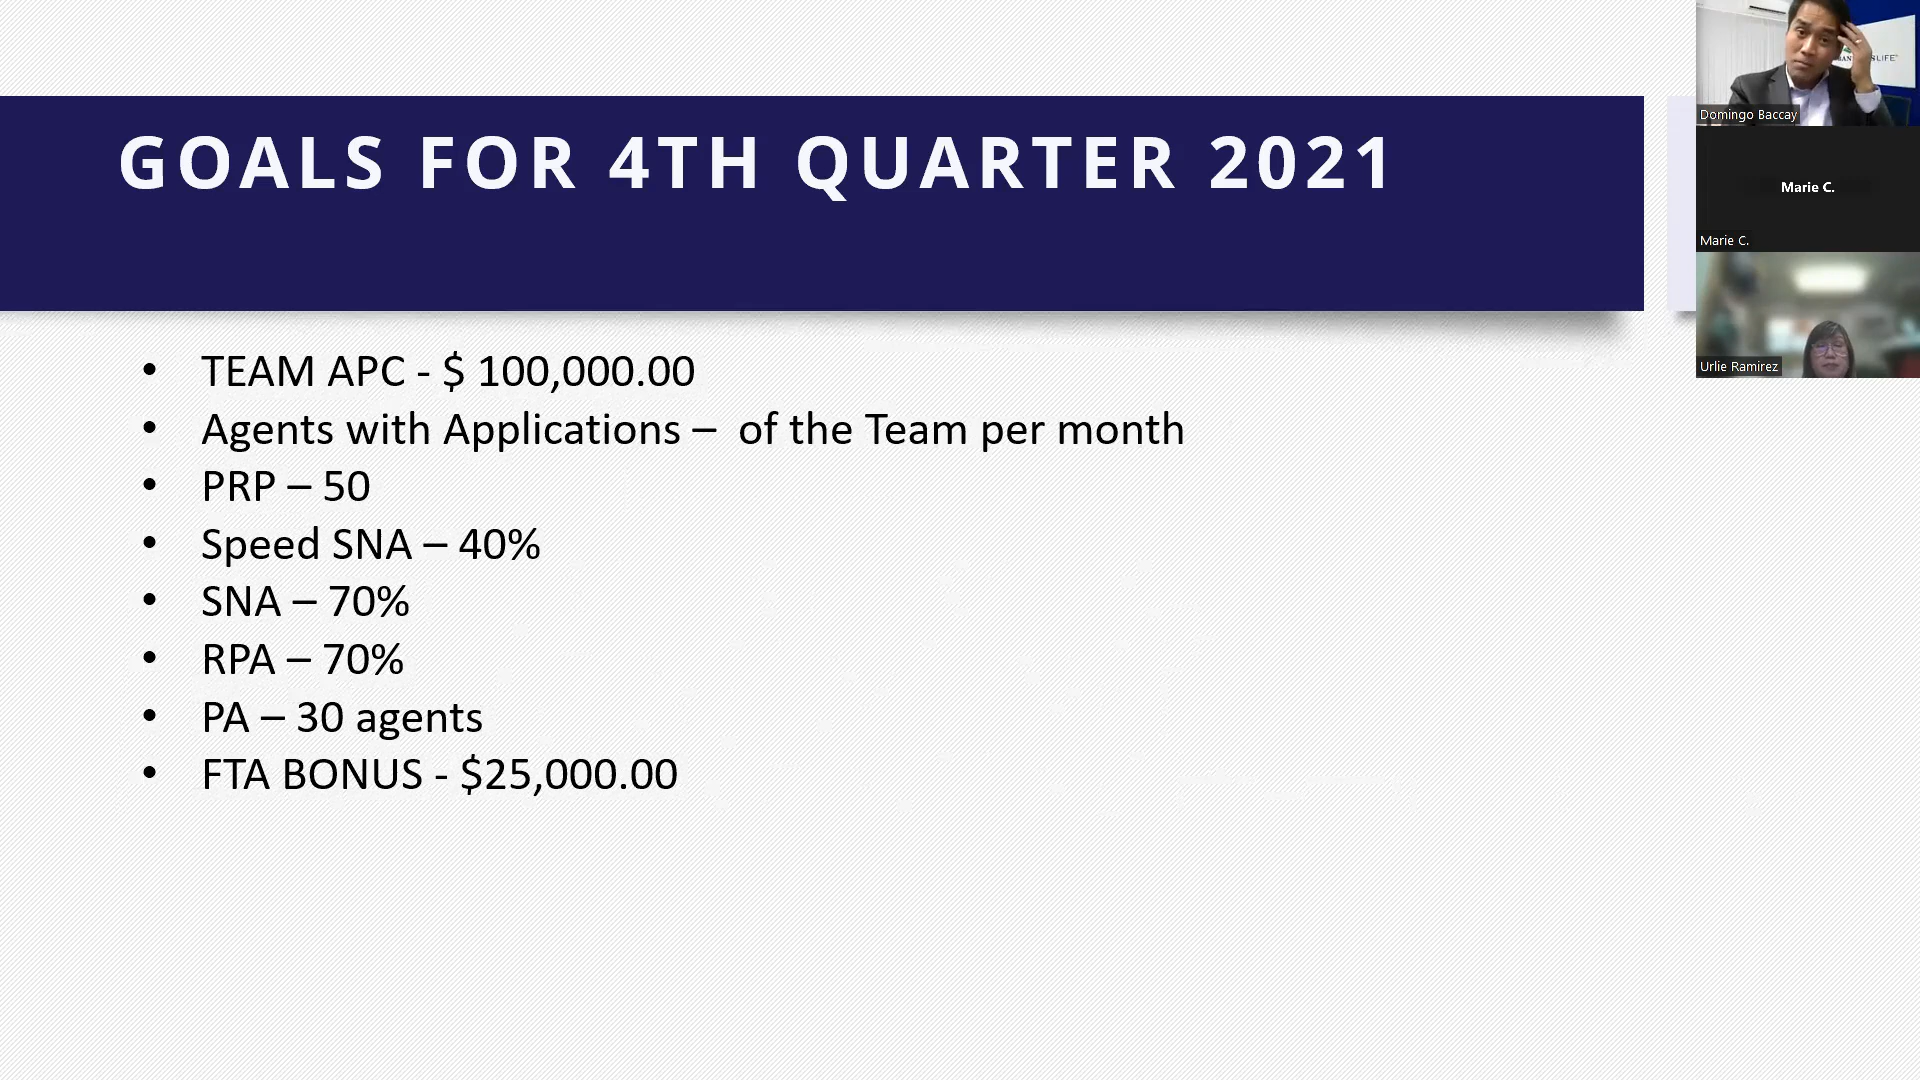 GOALS FOR 4TH QUARTER 2021
• TEAM APC - $ 100,000.00
• Agents with Applications – of the Team per month
• PRP – 50
• Speed SNA – 40%
• SNA – 70%
• RPA – 70%
• PA – 30 agents
• FTA BONUS - $25,000.00
Domingo Baccay
Marie C.
Marie C.
Urlie Ramirez